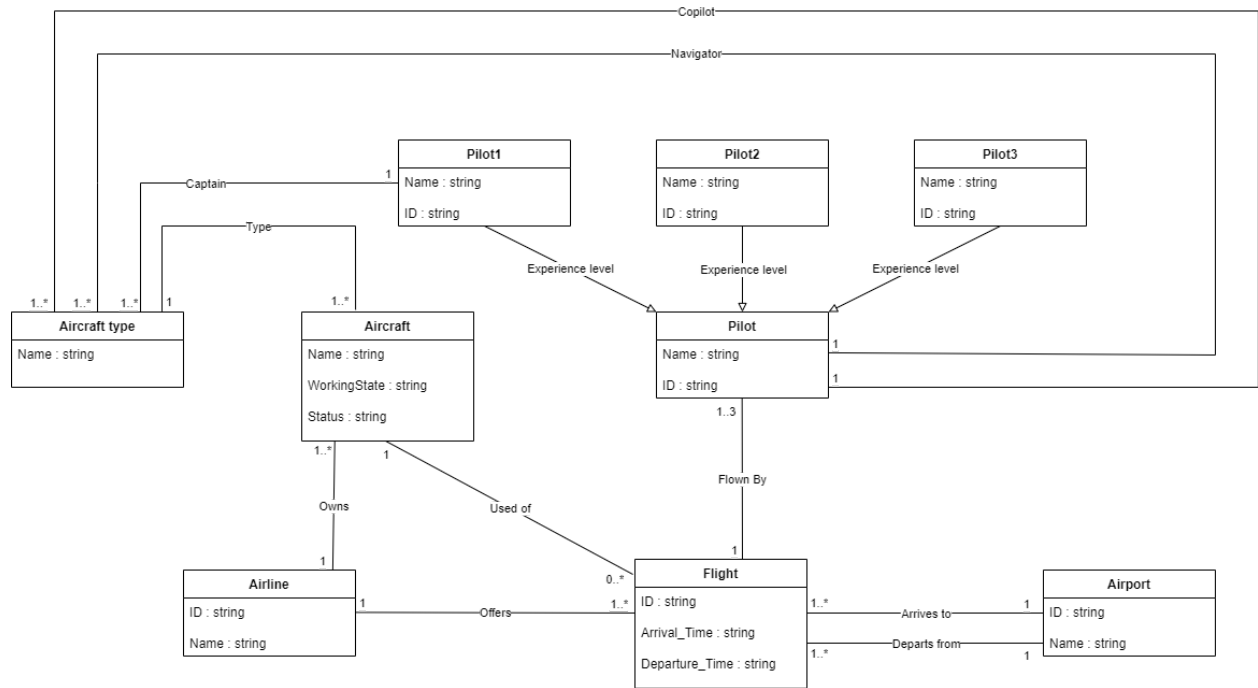 Copilot
Navigator
Pilot1
Name : string
ID : string
Pilot2
Name : string
ID : string
Pilot3
Name : string
ID : string
1
Captain
Type
Experience level
Experience level
Experience level
1..*
1..*
1..*
1
1..*
Aircraft type
Name : string
Aircraft
Name : string
WorkingState : string
Status : string
Pilot
Name : string
ID : string
1
1
1..*
1
1..3
Owns
Used of
Flown By
1
0..*
1
Airline
ID : string
Name : string
1
Offers
1..*
Flight
ID : string
Arrival_Time : string
Departure_Time : string
1..*
Arrives to
1
1..*
Departs from
1
Airport
ID : string
Name : string